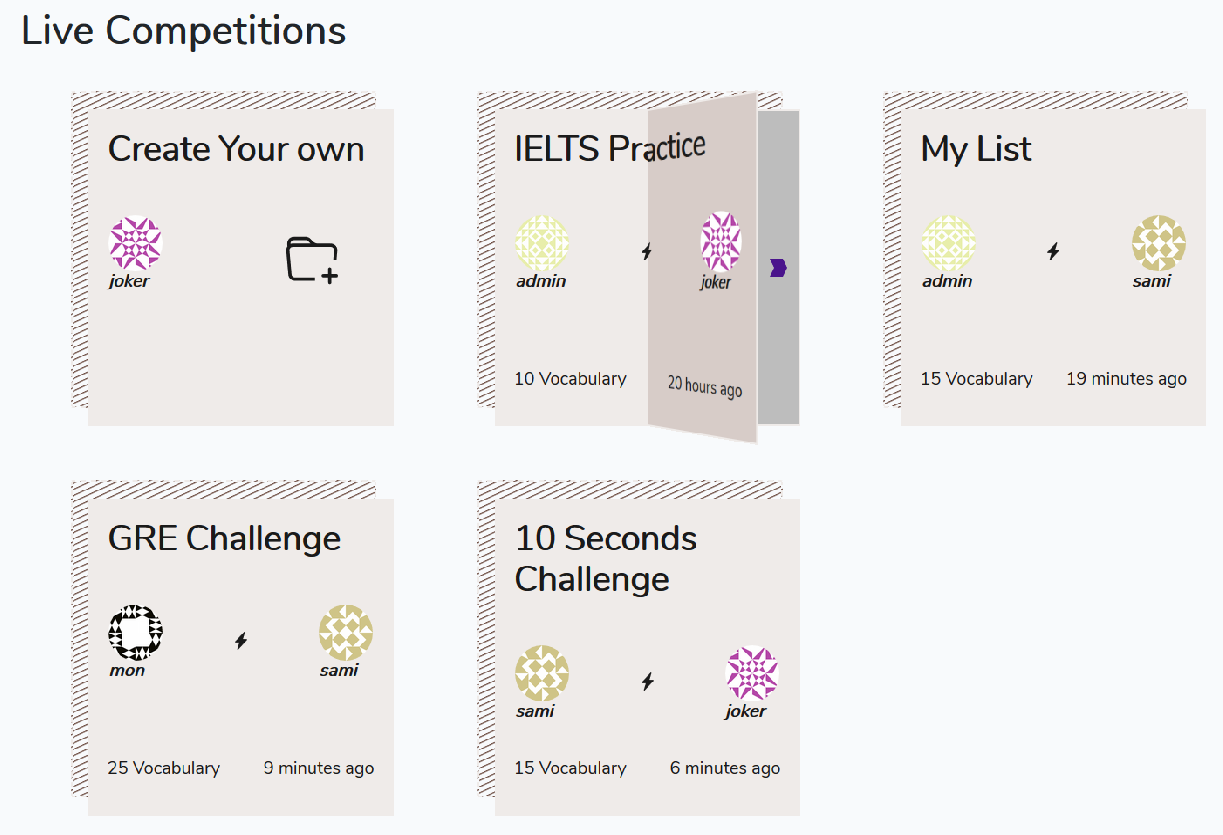 Live Competitions
Create Your own
joker
IELTS Practice
admin
joker
10 Vocabulary
20 hours ago
My List
admin
sami
15 Vocabulary
19 minutes ago
GRE Challenge
mon
sami
25 Vocabulary
9 minutes ago
10 Seconds
Challenge
sami
joker
15 Vocabulary
6 minutes ago